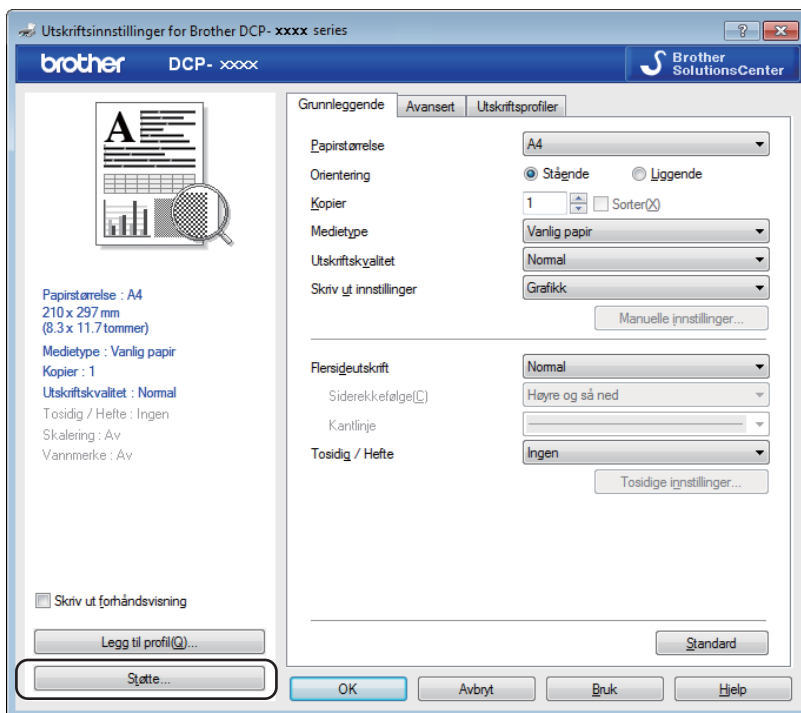 Utskriftsinnstillinger for Brother DCP- xxxx series
brother DCP- xxxx
Brother
SolutionsCenter
A
Papirstørrelse : A4
210 x 297 mm
(8.3 x 11.7 tommer)
Medietype : Vanlig papir
Kopier : 1
Utskriftskvalitet : Normal
Tosidig / Hefte : Ingen
Skalering : Av
Vannmerke : Av
Skriv ut forhåndsvisning
Legg til profil(Q)...
Støtte...
Grunnleggende Avansert Utskriftsprofiler
Papirstørrelse A4
Orientering Stående Liggende
Kopier 1 Sorter(X)
Medietype Vanlig papir
Utskriftskvalitet Normal
Skriv ut innstillinger Grafikk
Manuelle innstillinger...
Flersideutskrift Normal
Siderekkefølge(C) Høyre og så ned
Kantlinje
Tosidig / Hefte Ingen
Tosidige innstillinger...
Standard
OK Avbryt Bruk Hjelp